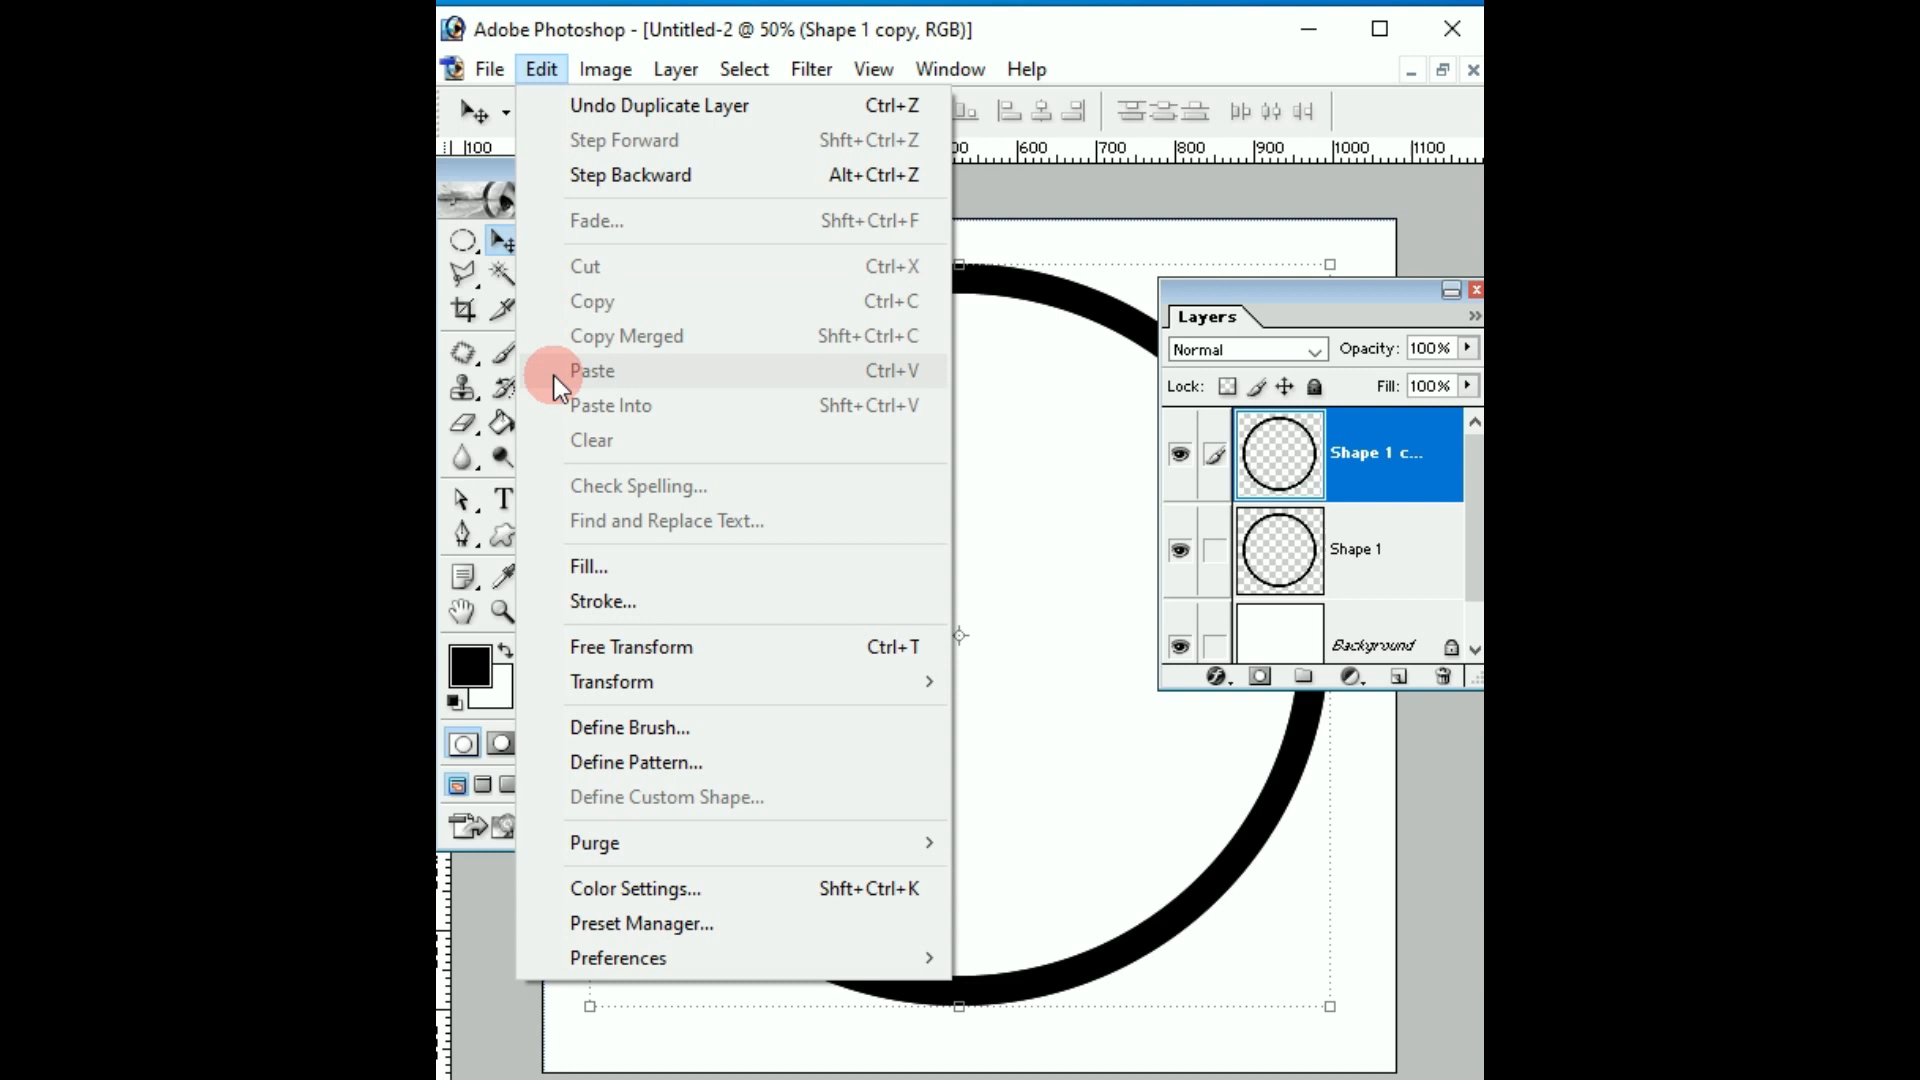 Adobe Photoshop - [Untitled-2 @ 50% (Shape 1 copy, RGB)]
File Edit Image Layer Select Filter View Window Help
100 600 700 800 900 1000 1100
Undo Duplicate Layer Ctrl+Z
Step Forward Shft+Ctrl+Z
Step Backward Alt+Ctrl+Z
Fade... Shft+Ctrl+F
Cut Ctrl+X
Copy Ctrl+C
Copy Merged Shft+Ctrl+C
Paste Ctrl+V
Paste Into Shft+Ctrl+V
Clear
Check Spelling...
Find and Replace Text...
Fill...
Stroke...
Free Transform Ctrl+T
Transform
Define Brush...
Define Pattern...
Define Custom Shape...
Purge
Color Settings... Shft+Ctrl+K
Preset Manager...
Preferences
Layers
Normal Opacity: 100%
Lock: Fill: 100%
Shape 1 c...
Shape 1
Background